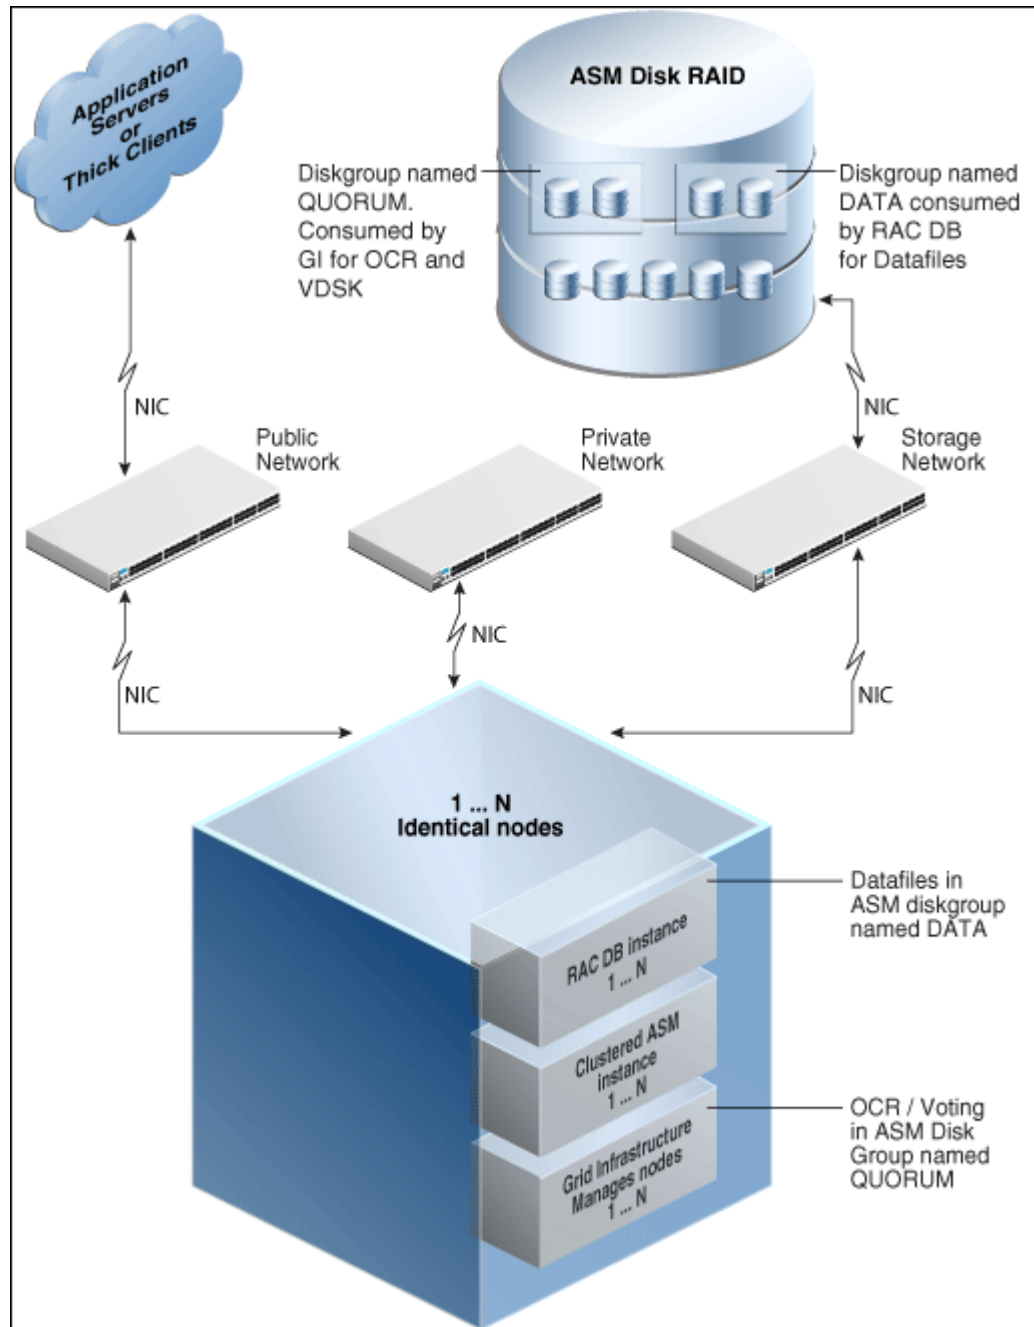 Application
Servers
or
Thick Clients
ASM Disk RAID
Diskgroup named
QUORUM.
Consumed by
GI for OCR and
VDSK
Diskgroup named
DATA consumed
by RAC DB
for Datafiles
NIC
NIC
Public
Network
Private
Network
Storage
Network
NIC
NIC
NIC
1 ... N
Identical nodes
RAC DB instance
1 ... N
Datafiles in
ASM diskgroup
named DATA
Clustered ASM
instance
1 ... N
Grid Infrastructure
Manages nodes
1 ... N
OCR / Voting
in ASM Disk
Group named
QUORUM